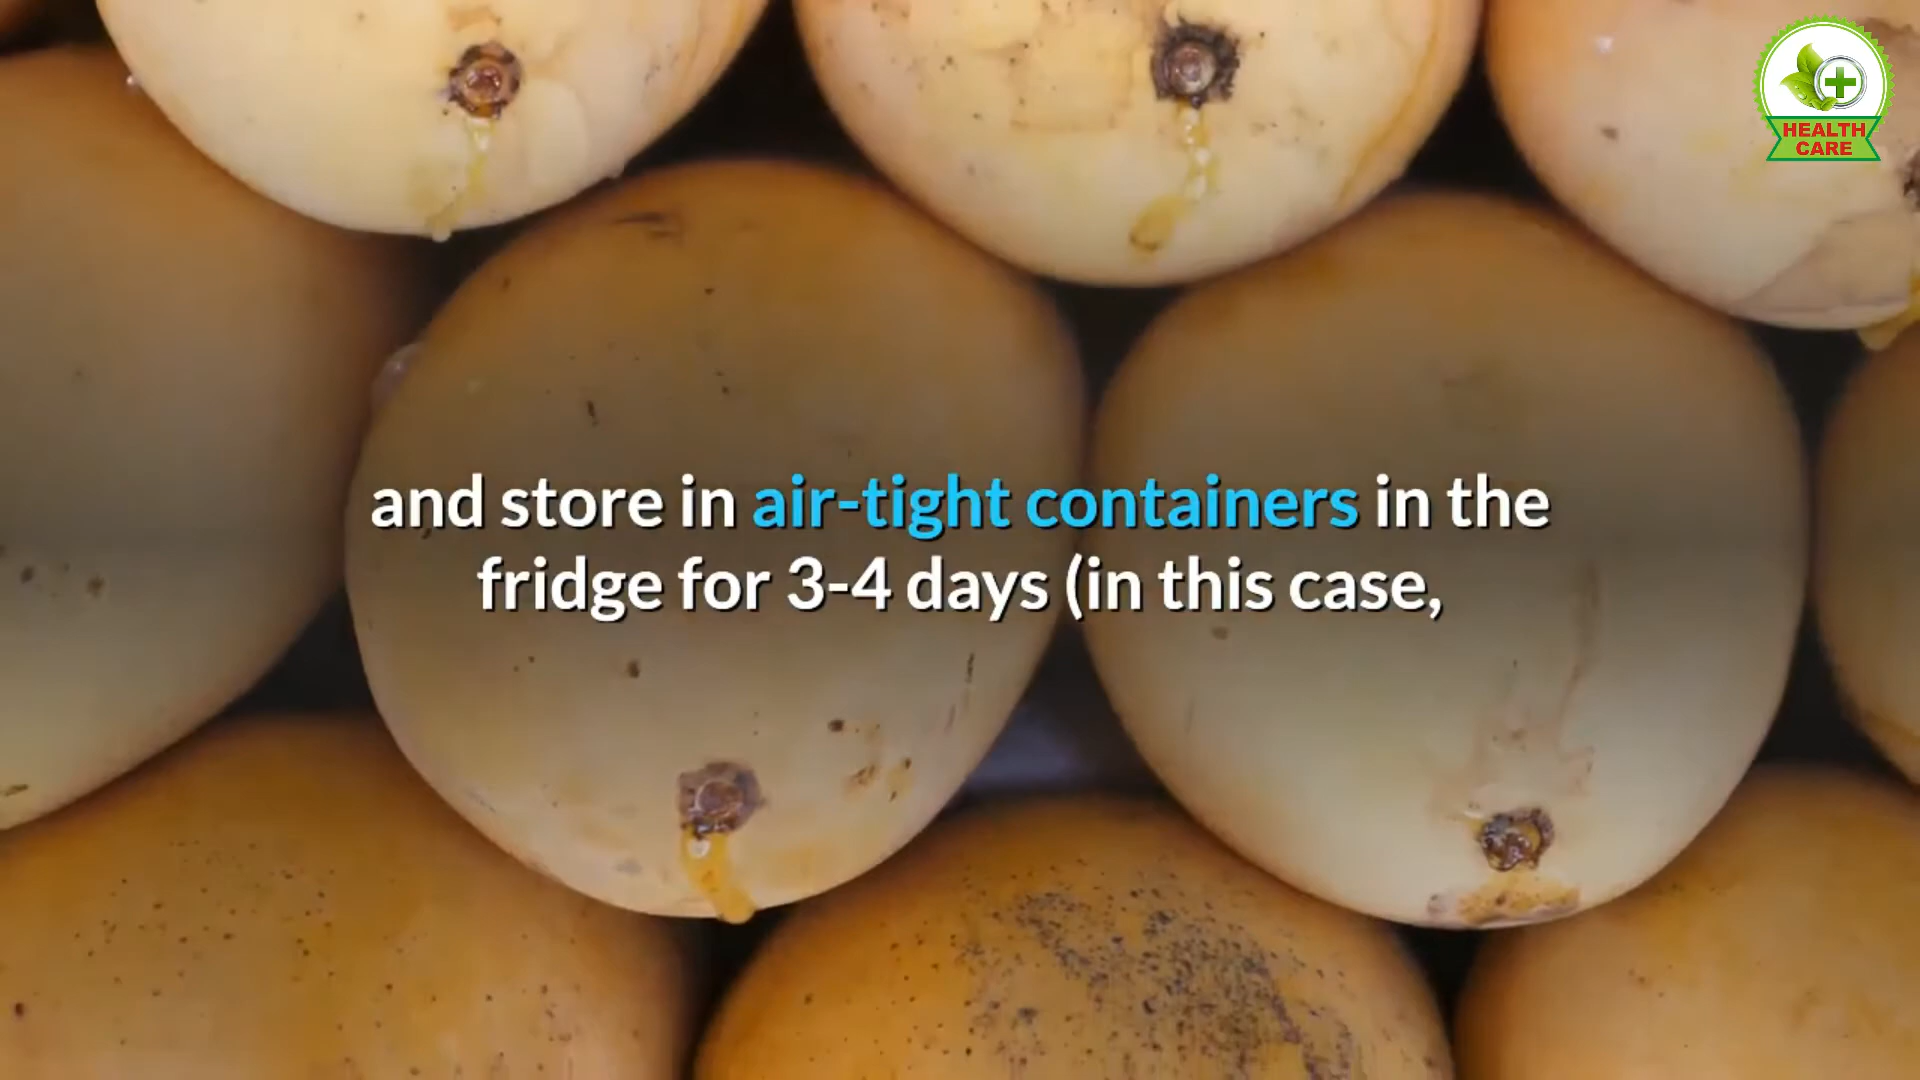 HEALTH
CARE
and store in air-tight containers in the
fridge for 3-4 days (in this case,